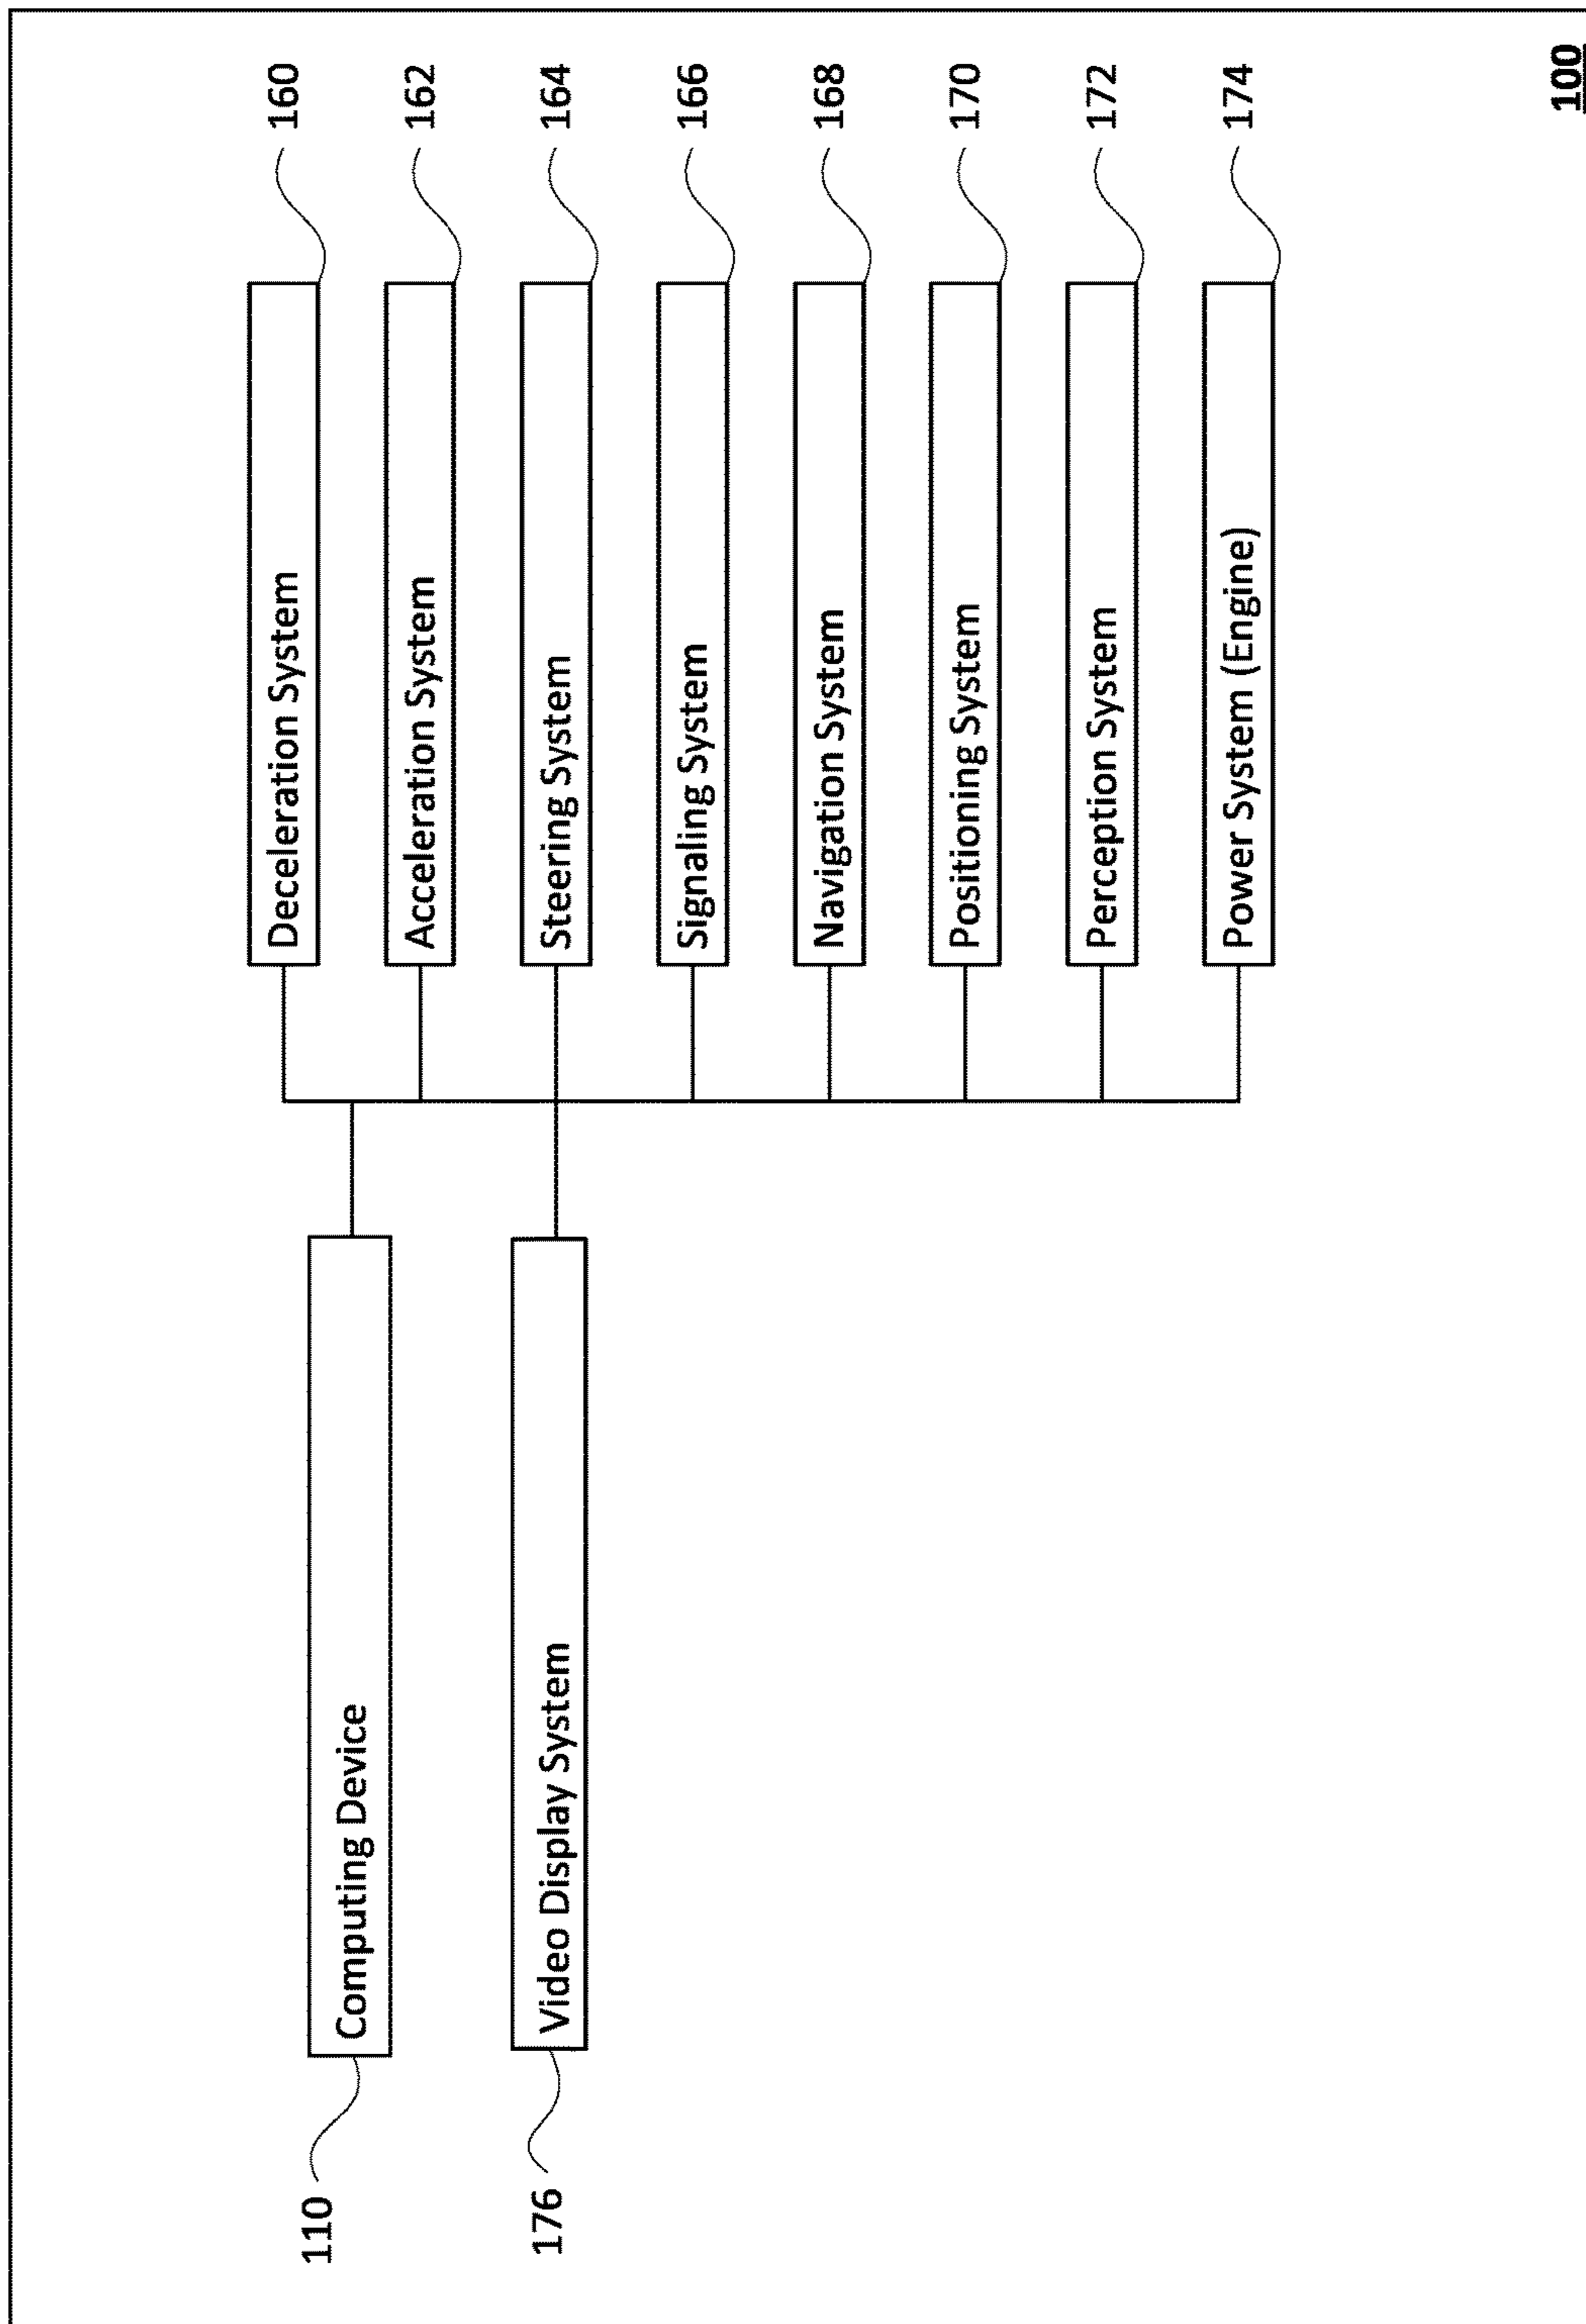 110
Computing Device
176
Video Display System
Deceleration System
160
Acceleration System
162
Steering System
164
Signaling System
166
Navigation System
168
Positioning System
170
Perception System
172
Power System (Engine)
174
100